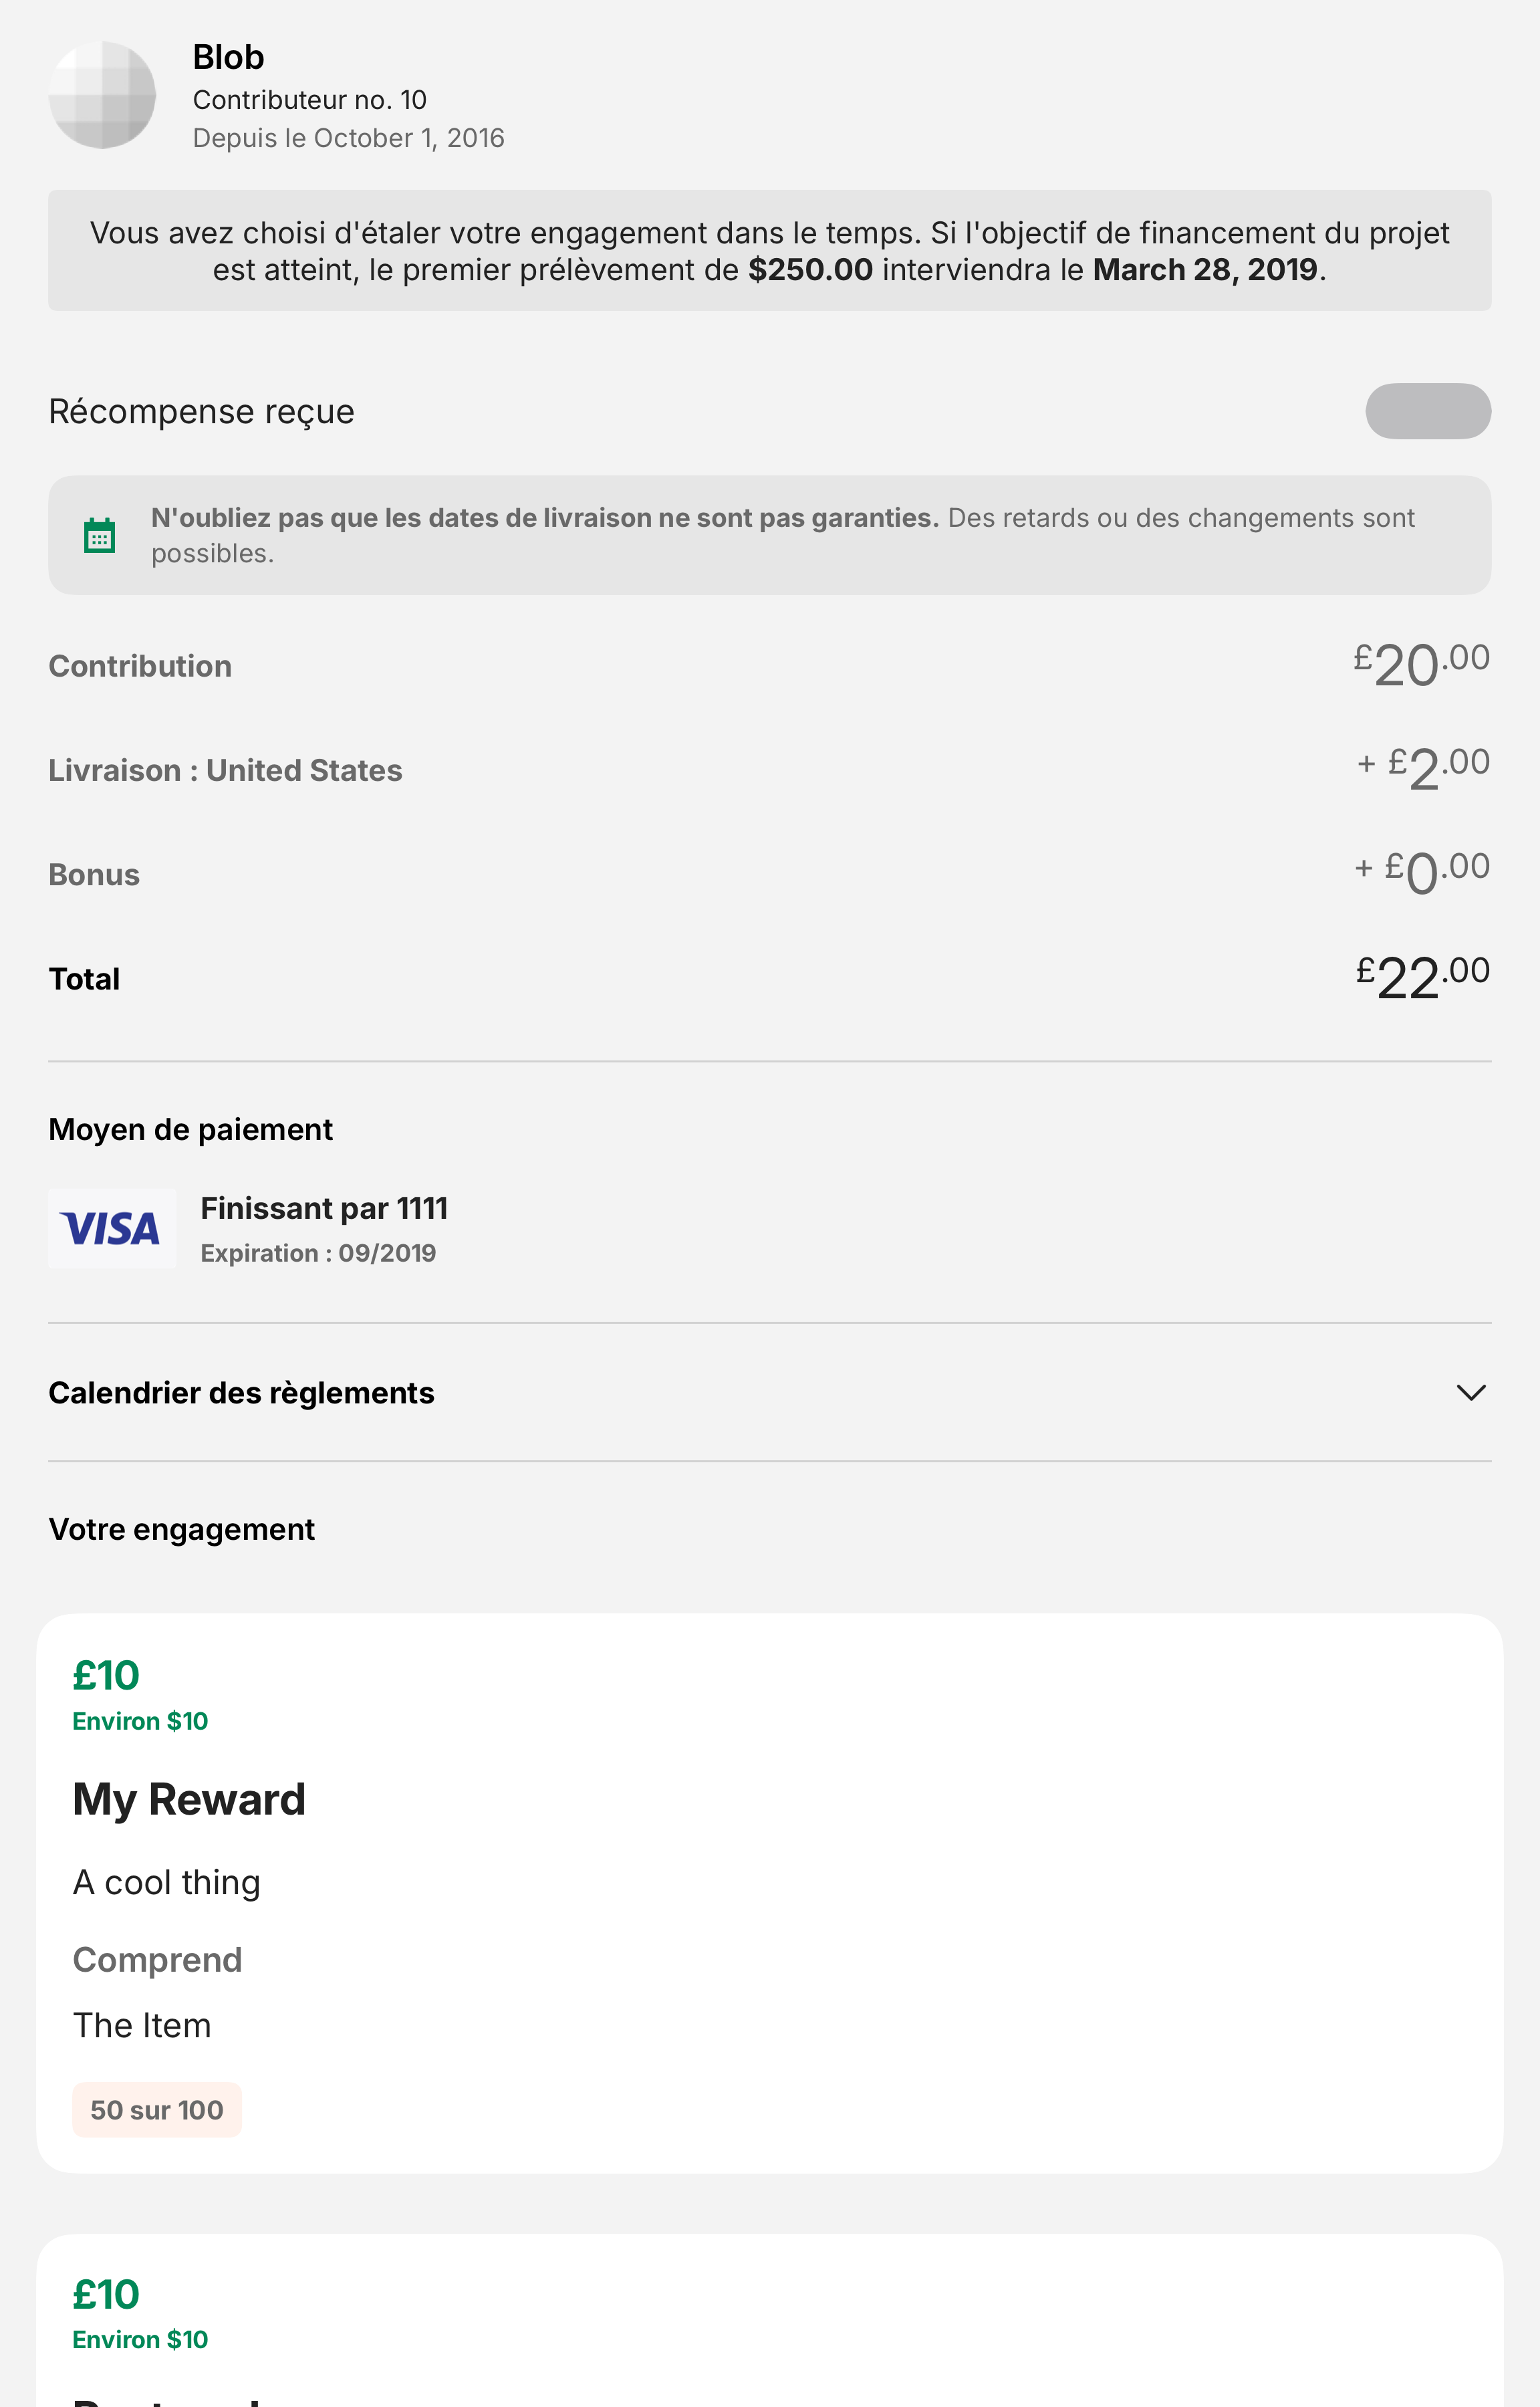 Blob
Contributeur no. 10
Depuis le October 1, 2016
Vous avez choisi d'étaler votre engagement dans le temps. Si l'objectif de financement du projet
est atteint, le premier prélèvement de $250.00 interviendra le March 28, 2019.
Récompense reçue
N'oubliez pas que les dates de livraison ne sont pas garanties. Des retards ou des changements sont
possibles.
Contribution
£20.00
Livraison : United States
+ £2.00
Bonus
+ £0.00
Total
£22.00
Moyen de paiement
VISA
Finissant par 1111
Expiration : 09/2019
Calendrier des règlements
Votre engagement
£10
Environ $10
My Reward
A cool thing
Comprend
The Item
50 sur 100
£10
Environ $10